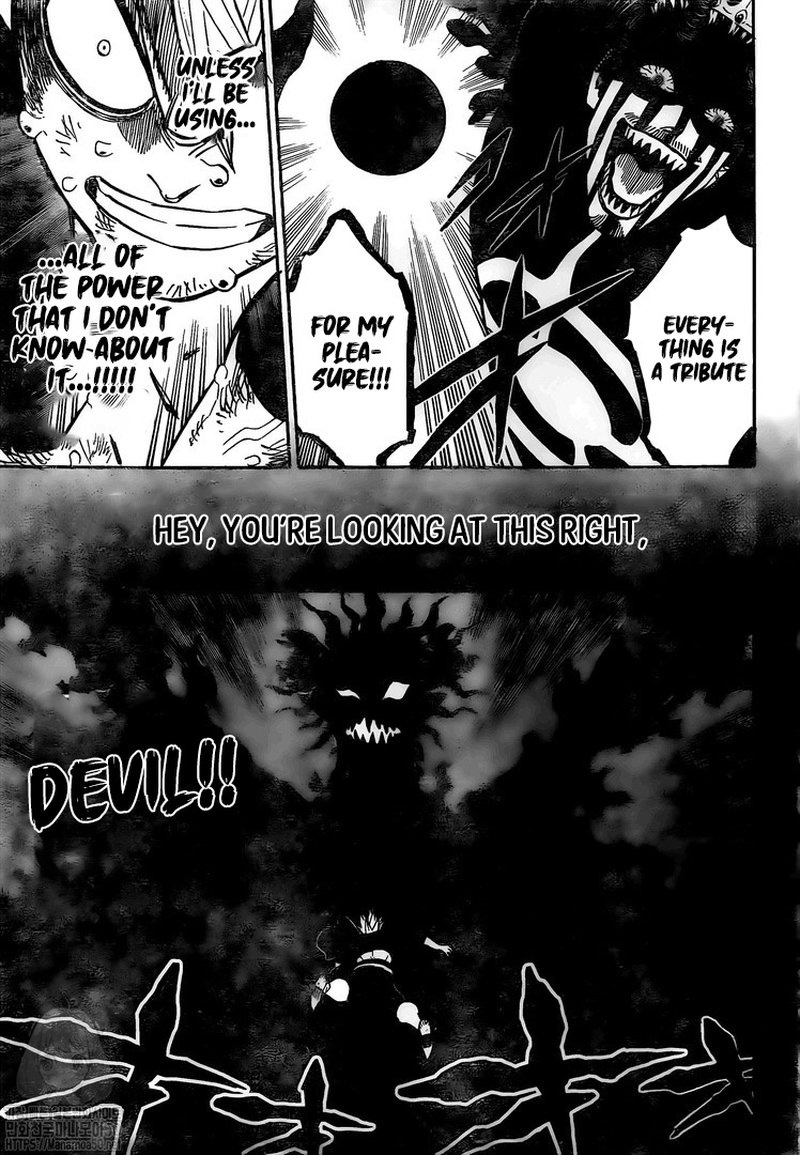 EVERY-
THING IS
A TRIBUTE
FOR MY
PLEA-
SURE!!!
UNLESS
I'LL BE
USING...
...ALL OF
THE POWER
THAT I DON'T
KNOW ABOUT
IT...!!!!!
HEY, YOU'RE LOOKING AT THIS RIGHT,
DEVIL!!